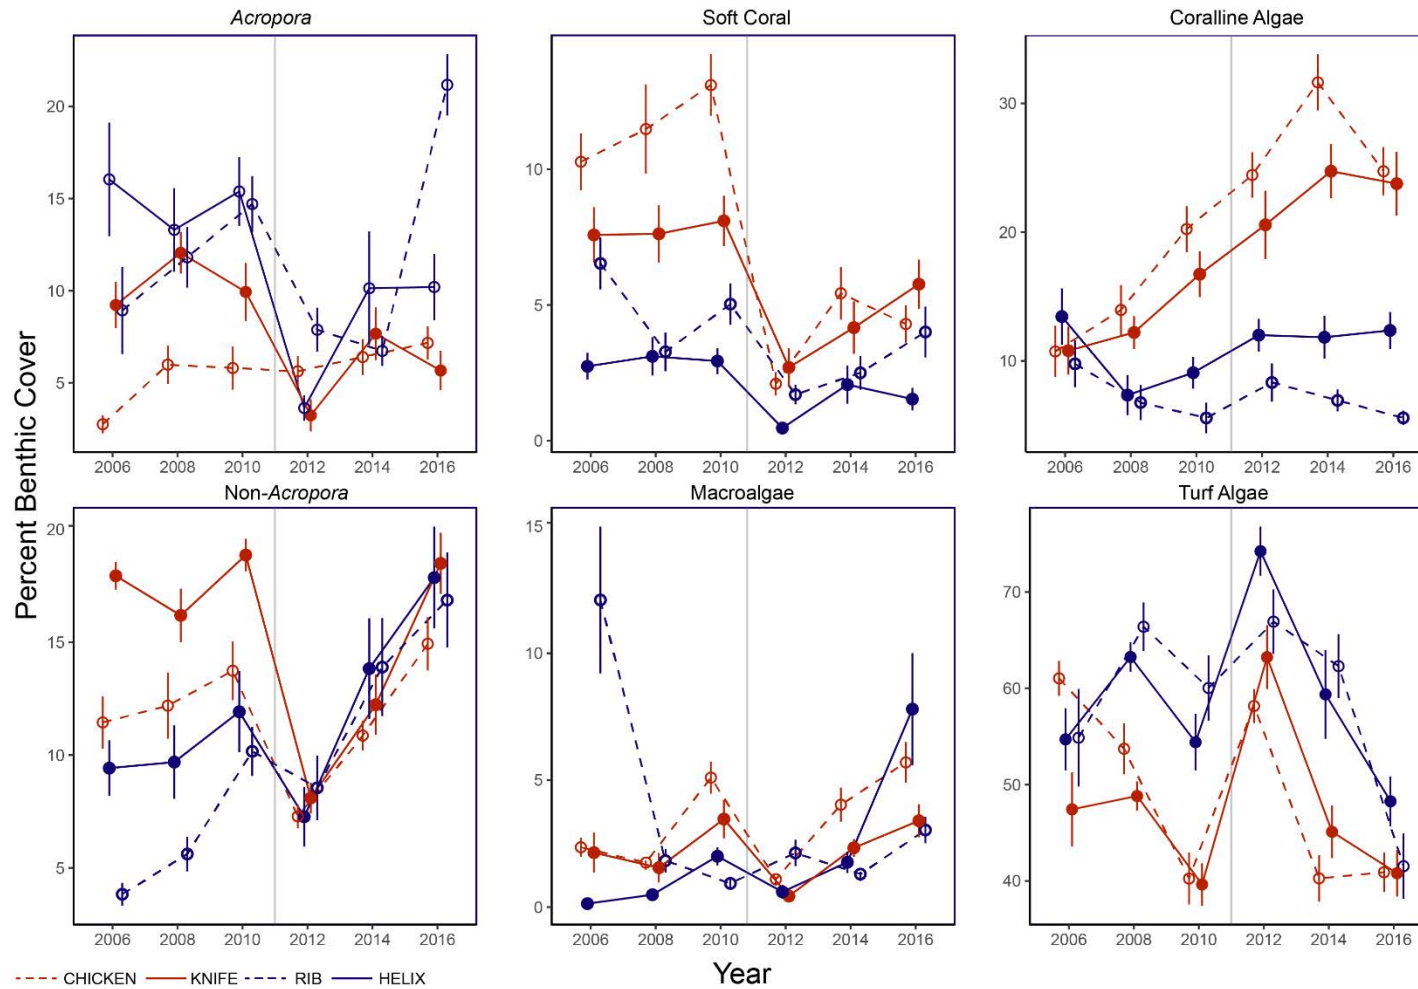 Acropora
Soft Coral
Coralline Algae
20
15
10
5
10
5
0
30
20
10
2006 2008 2010 2012 2014 2016
2006 2008 2010 2012 2014 2016
2006 2008 2010 2012 2014 2016
Percent Benthic Cover
Non-Acropora
Macroalgae
Turf Algae
20
15
10
5
15
10
5
0
70
60
50
40
2006 2008 2010 2012 2014 2016
2006 2008 2010 2012 2014 2016
2006 2008 2010 2012 2014 2016
CHICKEN KNIFE RIB HELIX
Year